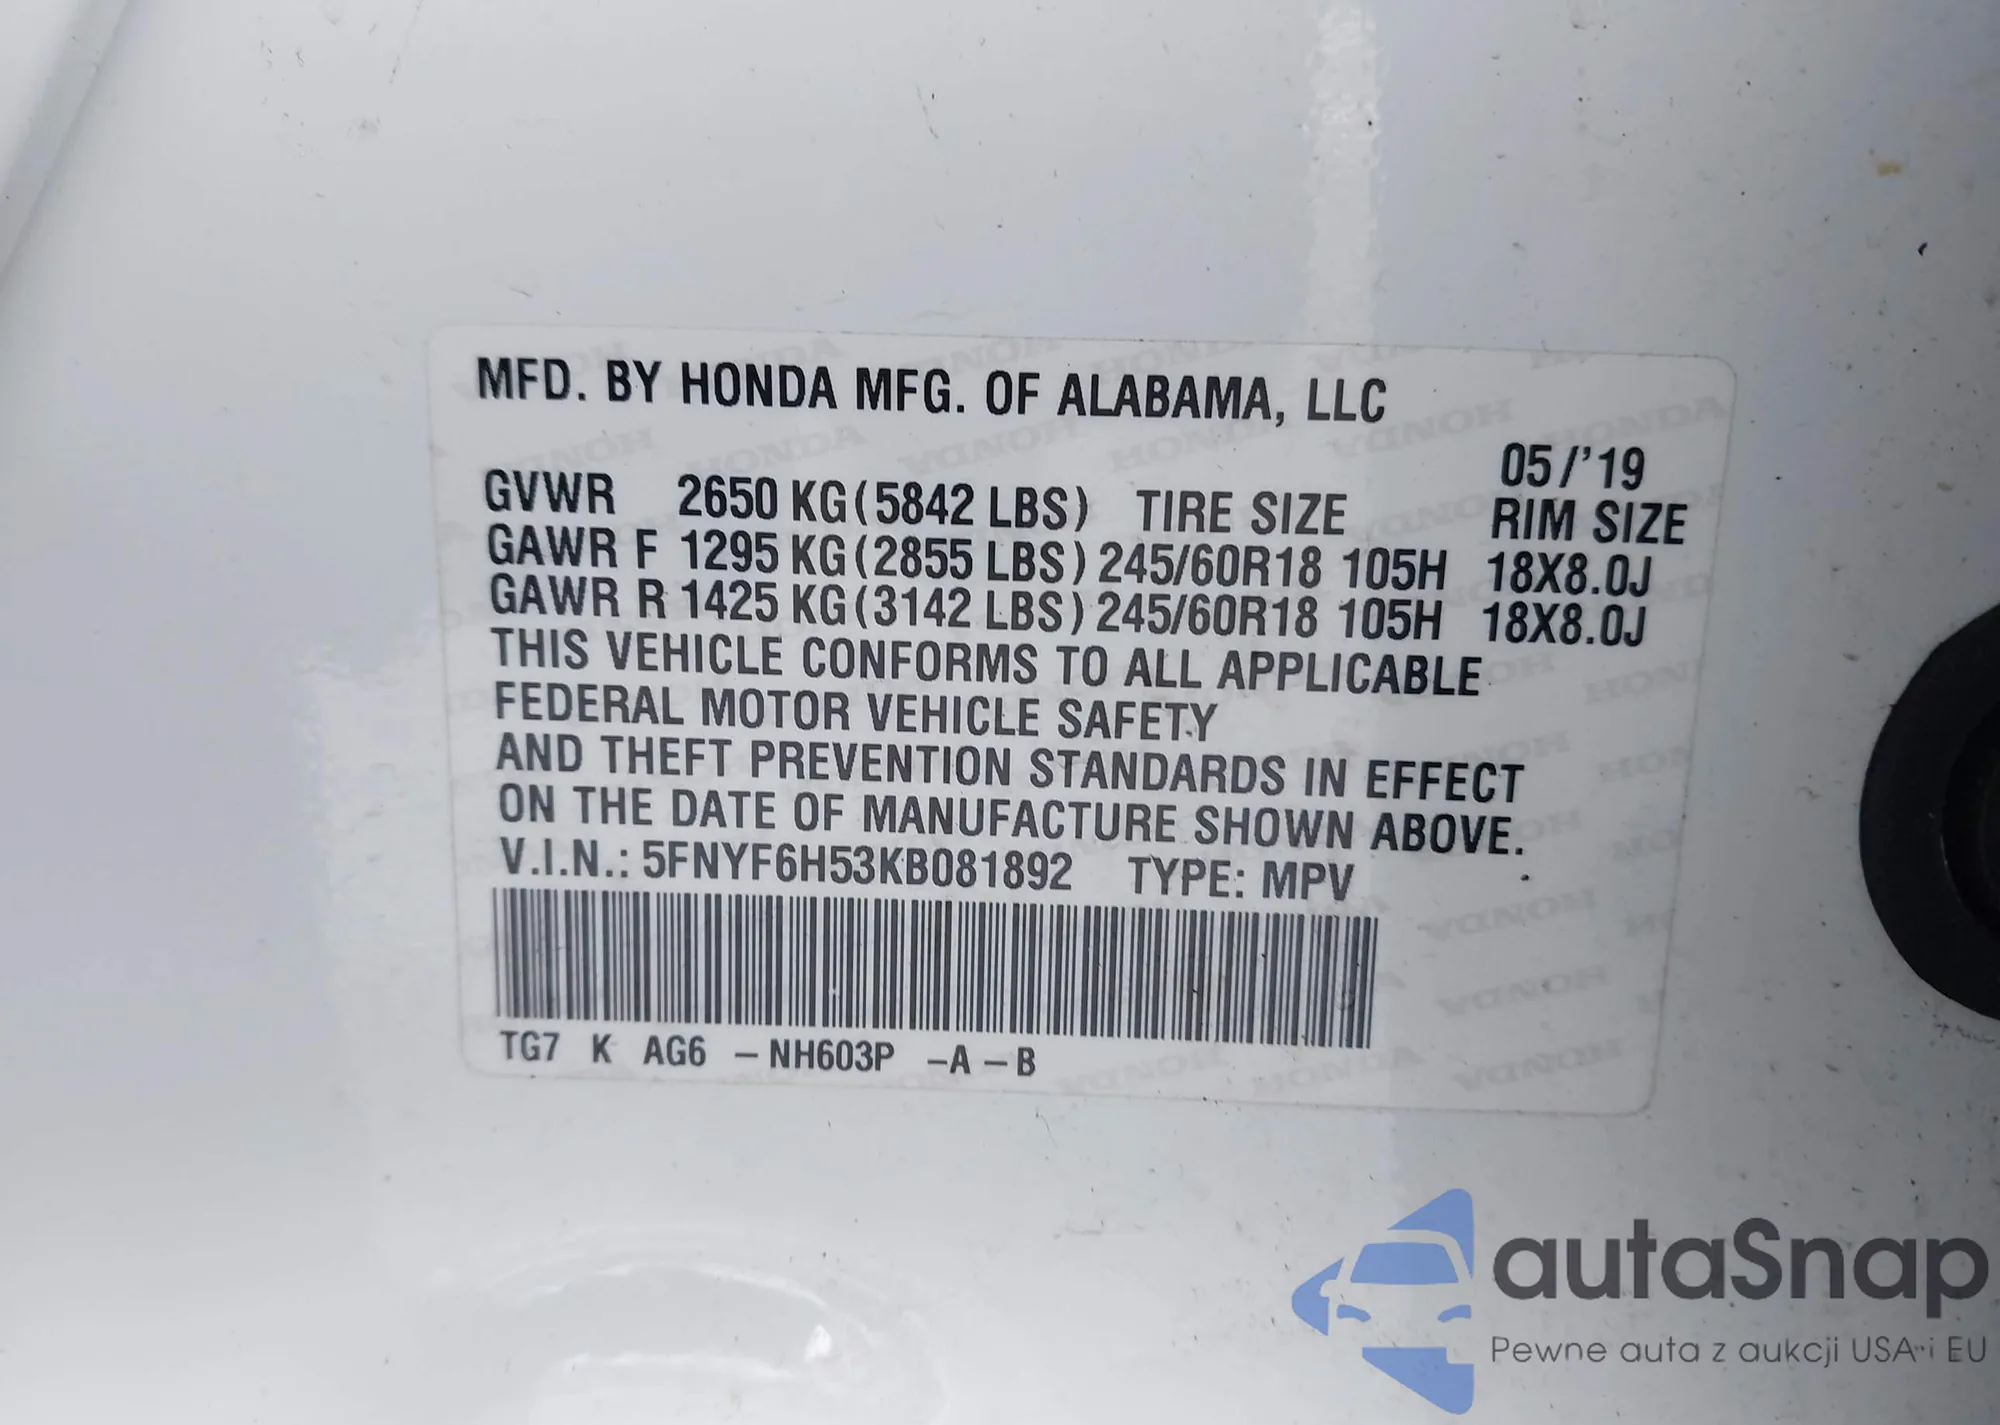 MFD. BY HONDA MFG. OF ALABAMA, LLC
05/'19
GVWR 2650 KG(5842 LBS) TIRE SIZE RIM SIZE
GAWR F 1295 KG(2855 LBS) 245/60R18 105H 18X8.0J
GAWR R 1425 KG(3142 LBS) 245/60R18 105H 18X8.0J
THIS VEHICLE CONFORMS TO ALL APPLICABLE
FEDERAL MOTOR VEHICLE SAFETY
AND THEFT PREVENTION STANDARDS IN EFFECT
ON THE DATE OF MANUFACTURE SHOWN ABOVE.
V.I.N.: 5FNYF6H53KB081892 TYPE: MPV
TG7 K AG6 -NH603P -A-B
autaSnap
Pewne auta z aukcji USA i EU